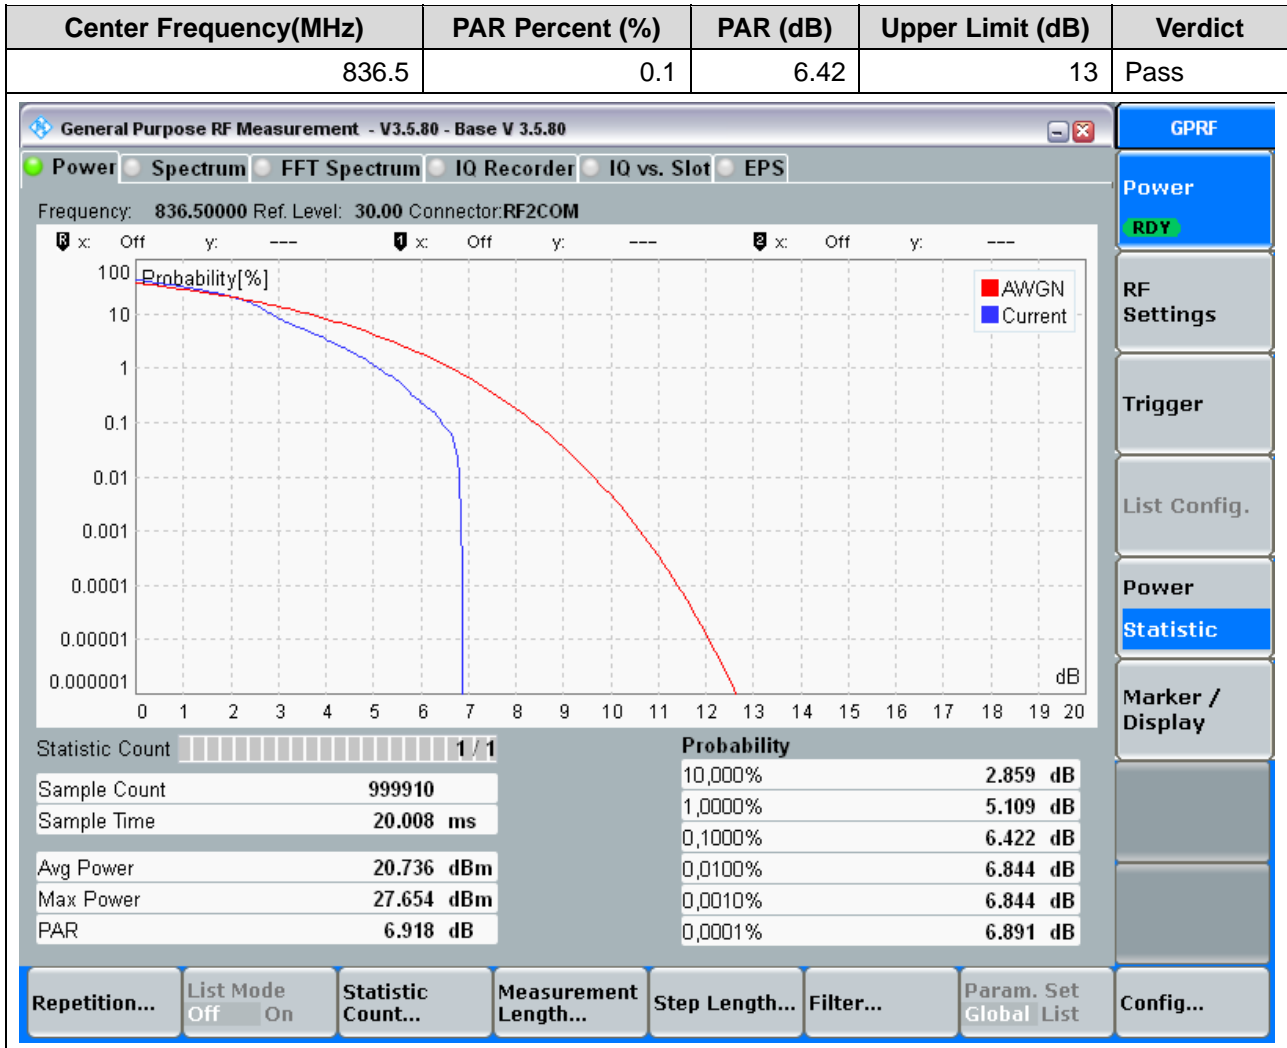 Center Frequency(MHz) PAR Percent (%) PAR (dB) Upper Limit (dB) Verdict
836.5 0.1 6.42 13 Pass
General Purpose RF Measurement - V3.5.80 - Base V 3.5.80
GPRF
Power Spectrum FFT Spectrum IQ Recorder IQ vs. Slot EPS
Frequency: 836.50000 Ref. Level: 30.00 Connector:RF2COM
R x: Off y: --- 1 x: Off y: --- 2 x: Off y: ---
Probability[%]
AWGN
Current
100
10
1
0.1
0.01
0.001
0.0001
0.00001
0.000001
dB
0 1 2 3 4 5 6 7 8 9 10 11 12 13 14 15 16 17 18 19 20
Statistic Count 1 / 1
Sample Count 999910
Sample Time 20.008 ms
Avg Power 20.736 dBm
Max Power 27.654 dBm
PAR 6.918 dB
Probability
10,000% 2.859 dB
1,0000% 5.109 dB
0,1000% 6.422 dB
0,0100% 6.844 dB
0,0010% 6.844 dB
0,0001% 6.891 dB
Power
RDY
RF
Settings
Trigger
List Config.
Power
Statistic
Marker /
Display
Repetition...
List Mode
Off On
Statistic
Count...
Measurement
Length...
Step Length...
Filter...
Param. Set
Global List
Config...